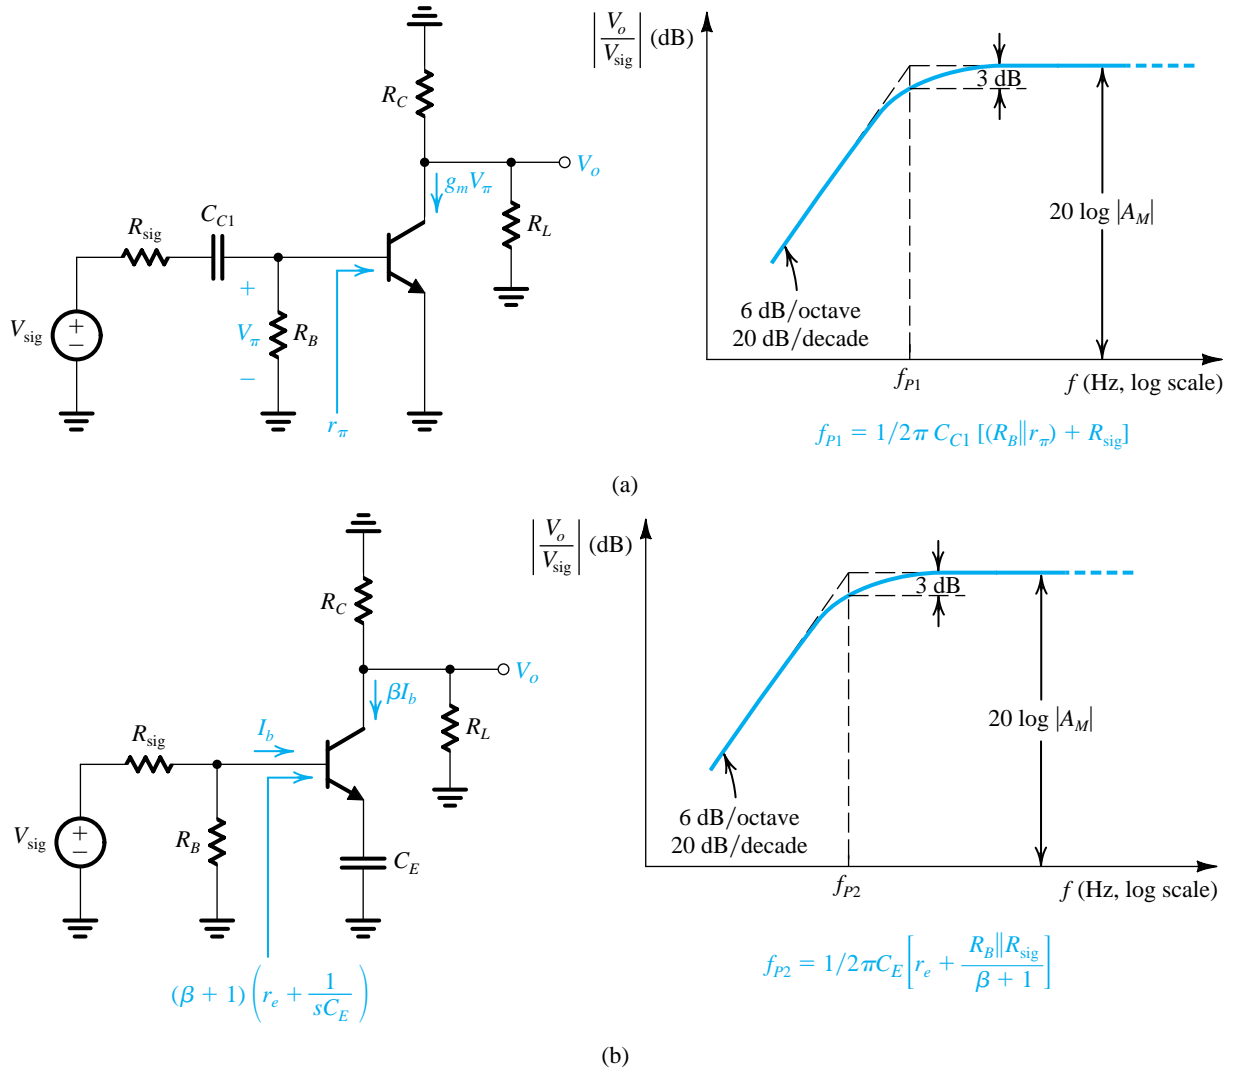 R_C
V_o
g_m V_π
R_L
C_C1
R_sig
V_sig
+
−
+
V_π
−
R_B
r_π
|V_o/V_sig| (dB)
3 dB
20 log |A_M|
6 dB/octave
20 dB/decade
f_P1
f (Hz, log scale)
f_P1 = 1/2π C_C1 [(R_B‖r_π) + R_sig]
(a)
R_C
V_o
βI_b
R_L
I_b
R_sig
V_sig
+
−
R_B
C_E
(β + 1) (r_e + 1/sC_E)
|V_o/V_sig| (dB)
3 dB
20 log |A_M|
6 dB/octave
20 dB/decade
f_P2
f (Hz, log scale)
f_P2 = 1/2πC_E [r_e + R_B‖R_sig/β + 1]
(b)